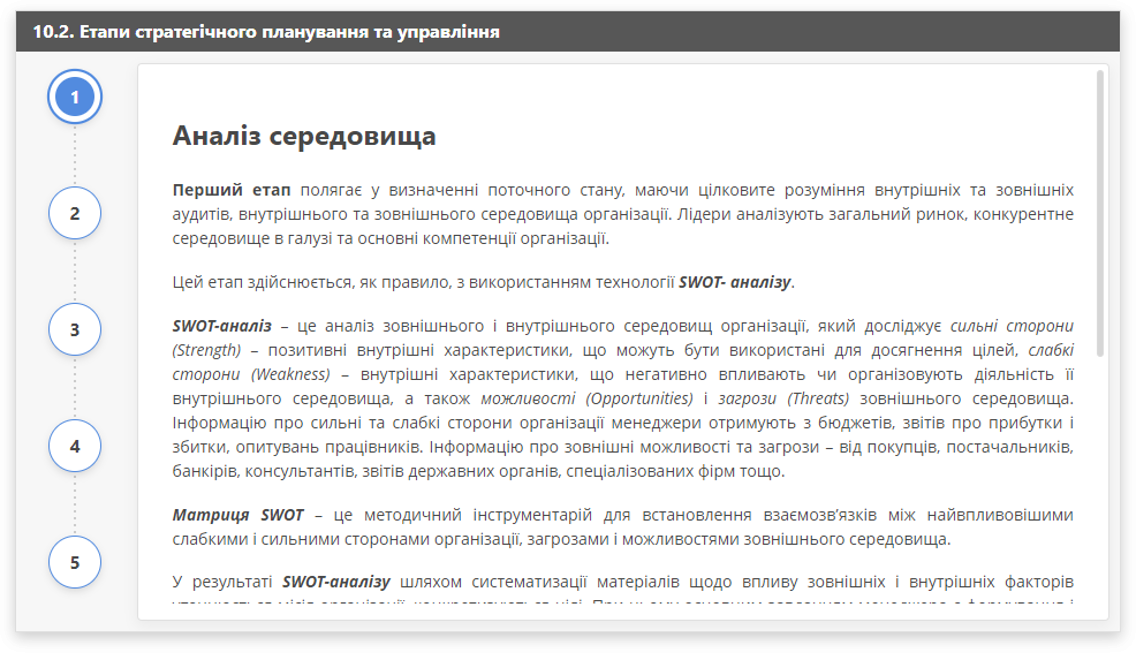 10.2. Етапи стратегічного планування та управління
1
2
3
4
5
Аналіз середовища
Перший етап полягає у визначенні поточного стану, маючи цілковите розуміння внутрішніх та зовнішніх
аудитів, внутрішнього та зовнішнього середовища організації. Лідери аналізують загальний ринок, конкурентне
середовище в галузі та основні компетенції організації.
Цей етап здійснюється, як правило, з використанням технології SWOT- аналізу.
SWOT-аналіз – це аналіз зовнішнього і внутрішнього середовищ організації, який досліджує сильні сторони
(Strength) – позитивні внутрішні характеристики, що можуть бути використані для досягнення цілей, слабкі
сторони (Weakness) – внутрішні характеристики, що негативно впливають чи організовують діяльність її
внутрішнього середовища, а також можливості (Opportunities) і загрози (Threats) зовнішнього середовища.
Інформацію про сильні та слабкі сторони організації менеджери отримують з бюджетів, звітів про прибутки і
збитки, опитувань працівників. Інформацію про зовнішні можливості та загрози – від покупців, постачальників,
банкірів, консультантів, звітів державних органів, спеціалізованих фірм тощо.
Матриця SWOT – це методичний інструментарій для встановлення взаємозв’язків між найвпливовішими
слабкими і сильними сторонами організації, загрозами і можливостями зовнішнього середовища.
У результаті SWOT-аналізу шляхом систематизації матеріалів щодо впливу зовнішніх і внутрішніх факторів